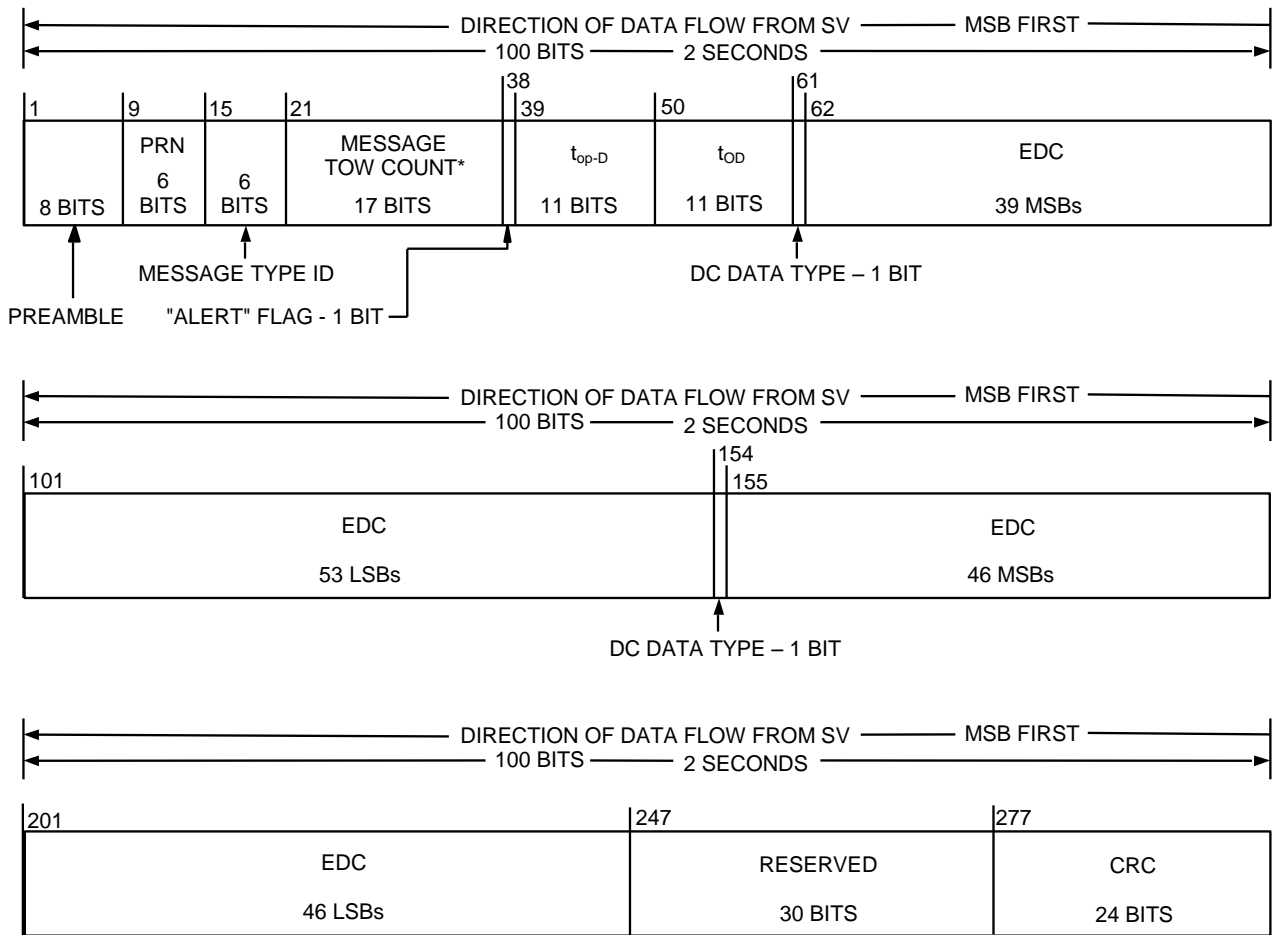 DIRECTION OF DATA FLOW FROM SV MSB FIRST
100 BITS 2 SECONDS
38 61
1 9 15 21 39 50 62
PRN MESSAGE
TOW COUNT* top-D tOD EDC
6 6
8 BITS BITS BITS 17 BITS 11 BITS 11 BITS 39 MSBs
MESSAGE TYPE ID DC DATA TYPE – 1 BIT
PREAMBLE "ALERT" FLAG - 1 BIT
DIRECTION OF DATA FLOW FROM SV MSB FIRST
100 BITS 2 SECONDS
154
101 155
EDC EDC
53 LSBs 46 MSBs
DC DATA TYPE – 1 BIT
DIRECTION OF DATA FLOW FROM SV MSB FIRST
100 BITS 2 SECONDS
201 247 277
EDC RESERVED CRC
46 LSBs 30 BITS 24 BITS